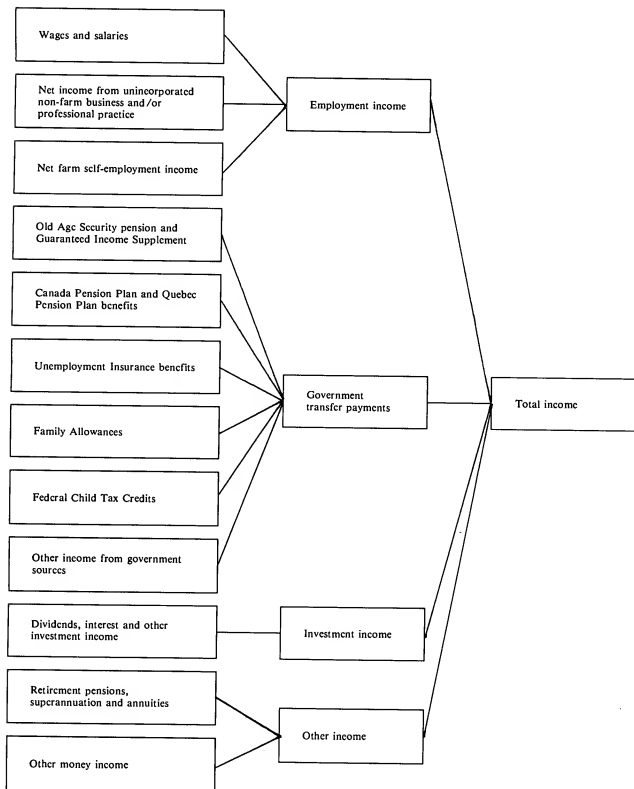 Wages and salaries
Net income from unincorporated
non-farm business and/or
professional practice
Employment income
Net farm self-employment income
Old Age Security pension and
Guaranteed Income Supplement
Canada Pension Plan and Quebec
Pension Plan benefits
Unemployment Insurance benefits
Government
transfer payments
Total income
Family Allowances
Federal Child Tax Credits
Other income from government
sources
Dividends, interest and other
investment income
Investment income
Retirement pensions,
superannuation and annuities
Other income
Other money income